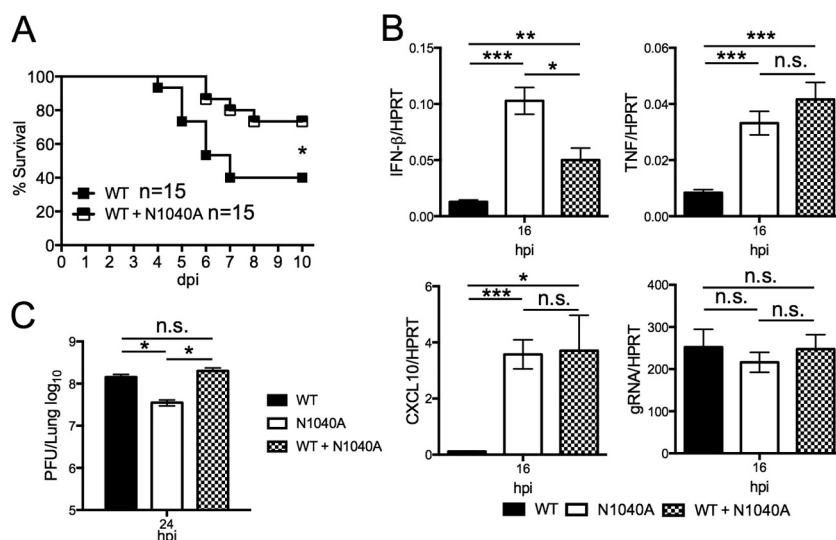 A
100
80
60
40
20
0
% Survival
*
WT n=15
WT + N1040A n=15
0 1 2 3 4 5 6 7 8 9 10
dpi
B
0.15
0.10
0.05
0.00
IFN-β/HPRT
**
***
*
16
hpi
0.06
0.04
0.02
0.00
TNF/HPRT
***
***
n.s.
16
hpi
6
4
2
0
CXCL10/HPRT
*
***
n.s.
16
hpi
400
300
200
100
0
gRNA/HPRT
n.s.
n.s.
n.s.
16
hpi
WT N1040A WT + N1040A
C
9
8
7
6
5
PFU/Lung log10
n.s.
*
*
24
hpi
WT
N1040A
WT + N1040A